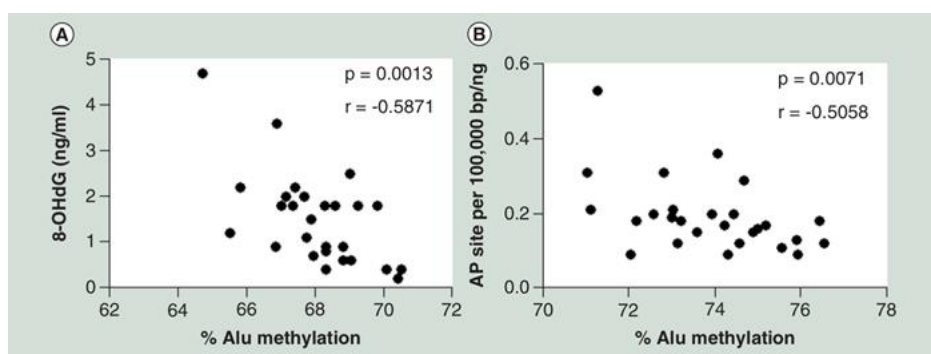 A
8-OHdG (ng/ml)
5
4
3
2
1
0
p = 0.0013
r = -0.5871
62 64 66 68 70 72
% Alu methylation
B
AP site per 100,000 bp/ng
0.6
0.4
0.2
0.0
p = 0.0071
r = -0.5058
70 72 74 76 78
% Alu methylation